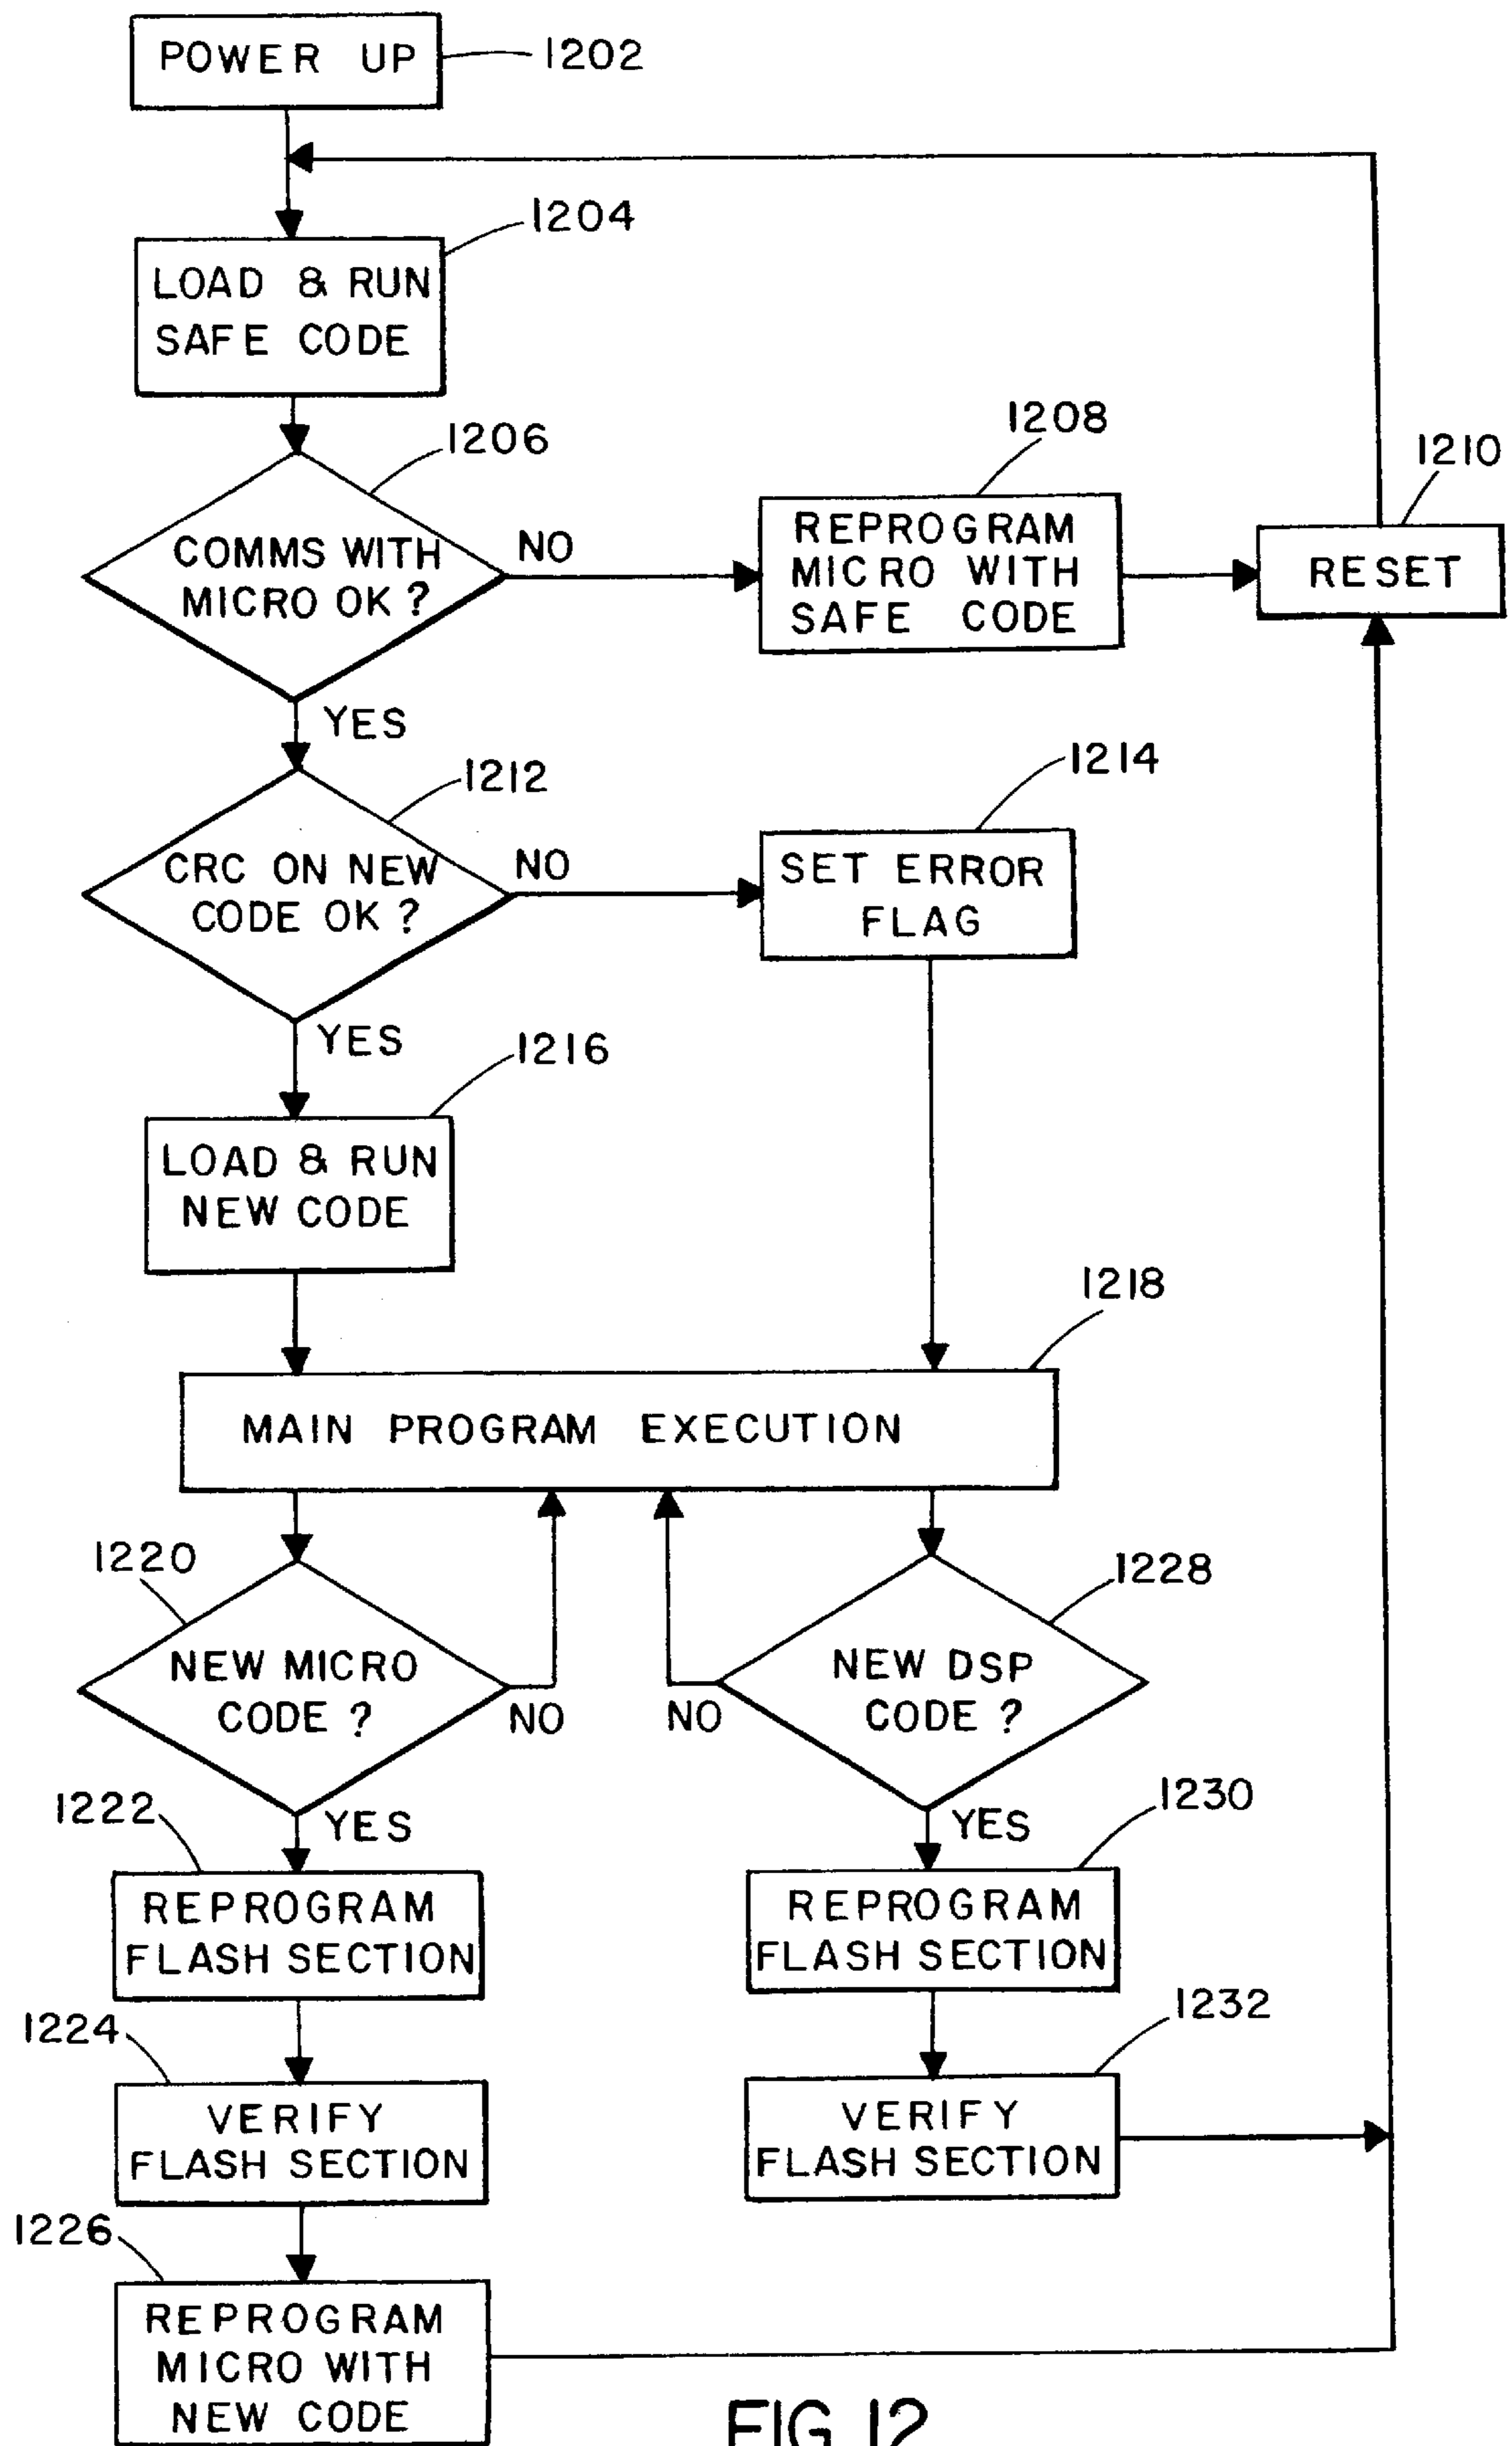 POWER UP
1202
1204
LOAD & RUN
SAFE CODE
1206
COMMS WITH
MICRO OK ?
NO
1208
REPROGRAM
MICRO WITH
SAFE CODE
1210
RESET
YES
1212
CRC ON NEW
CODE OK ?
NO
1214
SET ERROR
FLAG
YES
1216
LOAD & RUN
NEW CODE
1218
MAIN PROGRAM EXECUTION
1220
NEW MICRO
CODE ?
NO
1228
NEW DSP
CODE ?
NO
1222
YES
REPROGRAM
FLASH SECTION
1230
YES
REPROGRAM
FLASH SECTION
1224
VERIFY
FLASH SECTION
1232
VERIFY
FLASH SECTION
1226
REPROGRAM
MICRO WITH
NEW CODE
FIG. 12